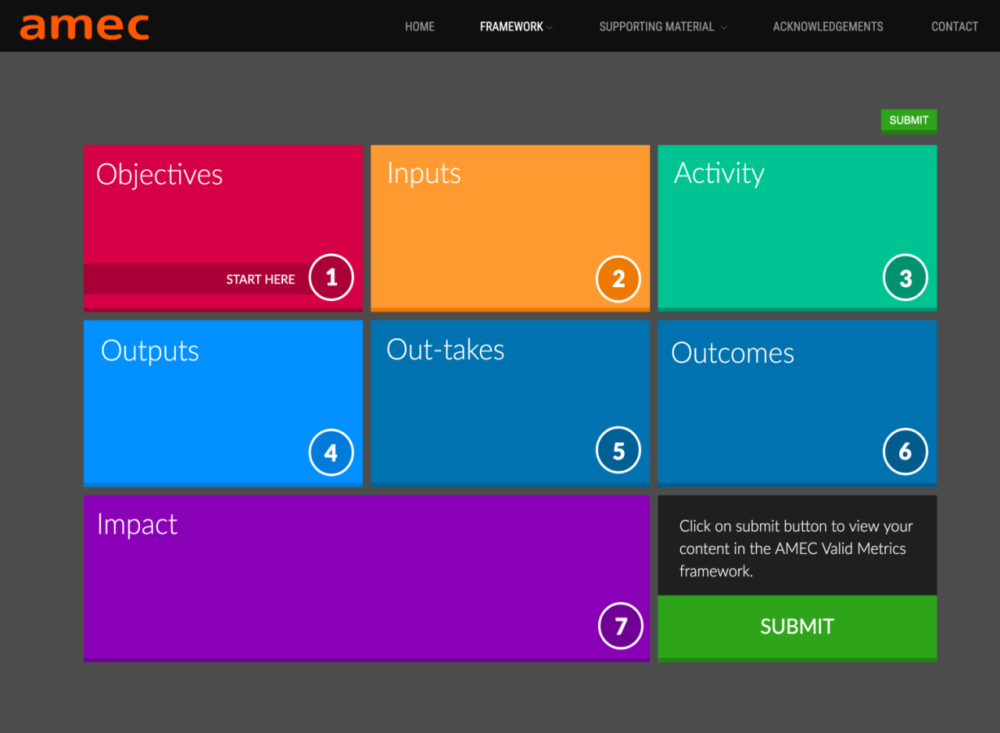 amec
HOME
FRAMEWORK
SUPPORTING MATERIAL
ACKNOWLEDGEMENTS
CONTACT
SUBMIT
Objectives
START HERE
1
Inputs
2
Activity
3
Outputs
4
Out-takes
5
Outcomes
6
Impact
7
Click on submit button to view your
content in the AMEC Valid Metrics
framework.
SUBMIT